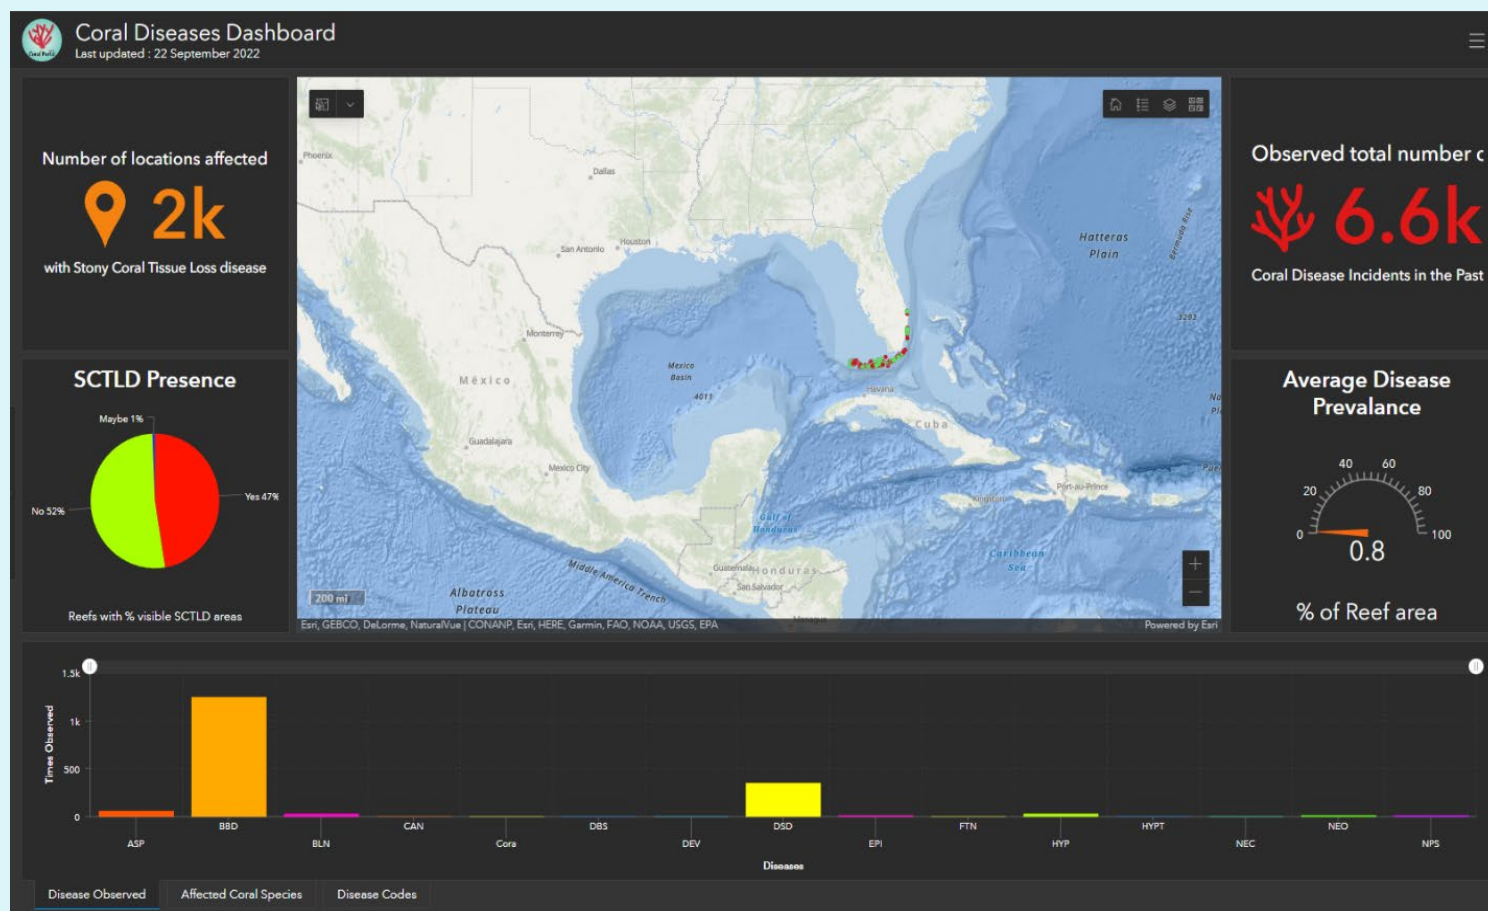 Coral Diseases Dashboard
Last updated : 22 September 2022
Number of locations affected
2k
with Stony Coral Tissue Loss disease
SCTLD Presence
Maybe 1%
Yes 47%
No 52%
Reefs with % visible SCTLD areas
Phoenix
Dallas
San Antonio
Houston
Monterrey
México
Mexico
Basin
4011
Guadalajara
Mexico City
Havana
Cuba
Hatteras
Plain
Bermuda Rise
3282
Port-au-Prince
Kingston
Gulf of
Honduras
Caribbean
Sea
Guatemala
Honduras
San Salvador
Managua
Middle America Trench
Albatross
Plateau
200 mi
Esri, GEBCO, DeLorme, NaturalVue | CONANP, Esri, HERE, Garmin, FAO, NOAA, USGS, EPA
Powered by Esri
Observed total number
6.6k
Coral Disease Incidents in the Past
Average Disease
Prevalance
0
20
40
60
80
100
0.8
% of Reef area
1.5k
1k
500
0
Times Observed
ASP
BBD
BLN
CAN
Cora
DBS
DEV
DSD
EPI
FTN
HYP
HYPT
NEC
NEO
NPS
Diseases
Disease Observed
Affected Coral Species
Disease Codes